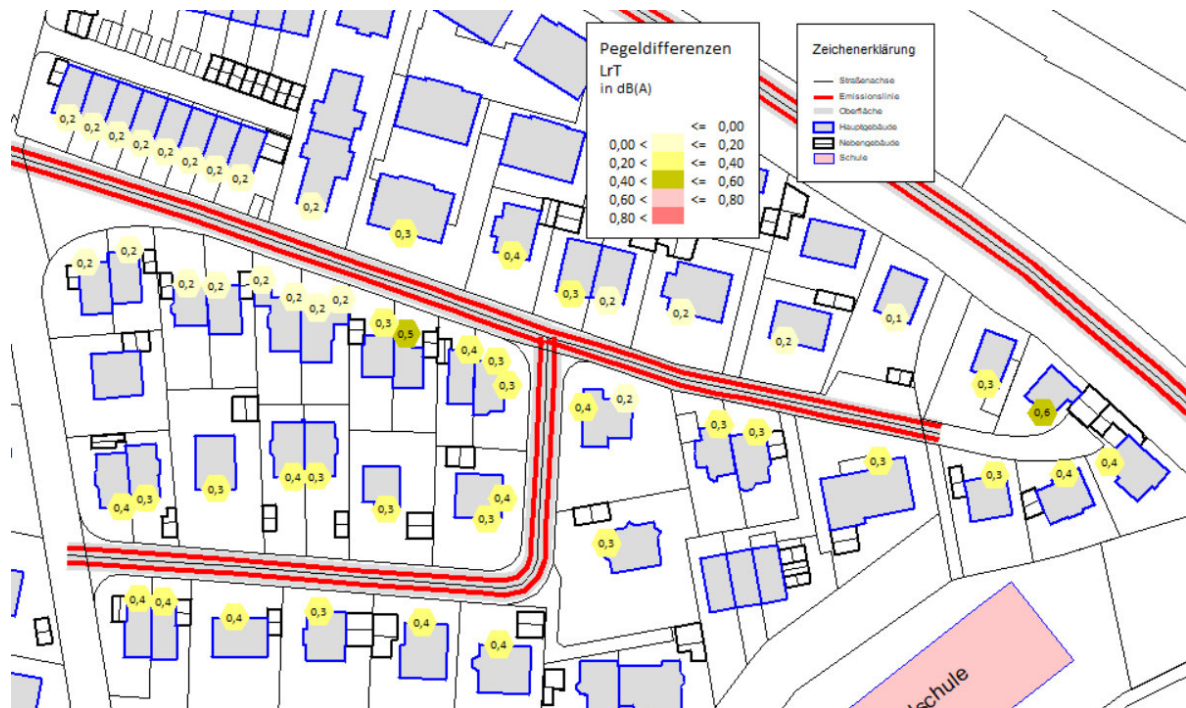 Pegeldifferenzen
LrT
in dB(A)
<= 0,00
0,00 < <= 0,20
0,20 < <= 0,40
0,40 < <= 0,60
0,60 < <= 0,80
0,80 <
Zeichenerklärung
Straßenachse
Emissionslinie
Oberfläche
Hauptgebäude
Nebengebäude
Schule
0,2 0,2 0,2 0,2 0,2 0,2 0,2 0,2
0,2
0,3
0,4
0,3 0,2
0,2
0,2
0,1
0,3
0,6
0,2 0,2
0,2 0,2
0,2 0,2 0,2 0,2
0,3 0,5
0,4 0,3 0,3
0,4 0,2
0,3 0,3
0,3
0,3
0,4
0,4
0,4 0,3
0,3
0,4 0,3
0,3
0,4 0,3
0,3
0,4 0,4
0,4
0,3
0,4
0,4
lschule